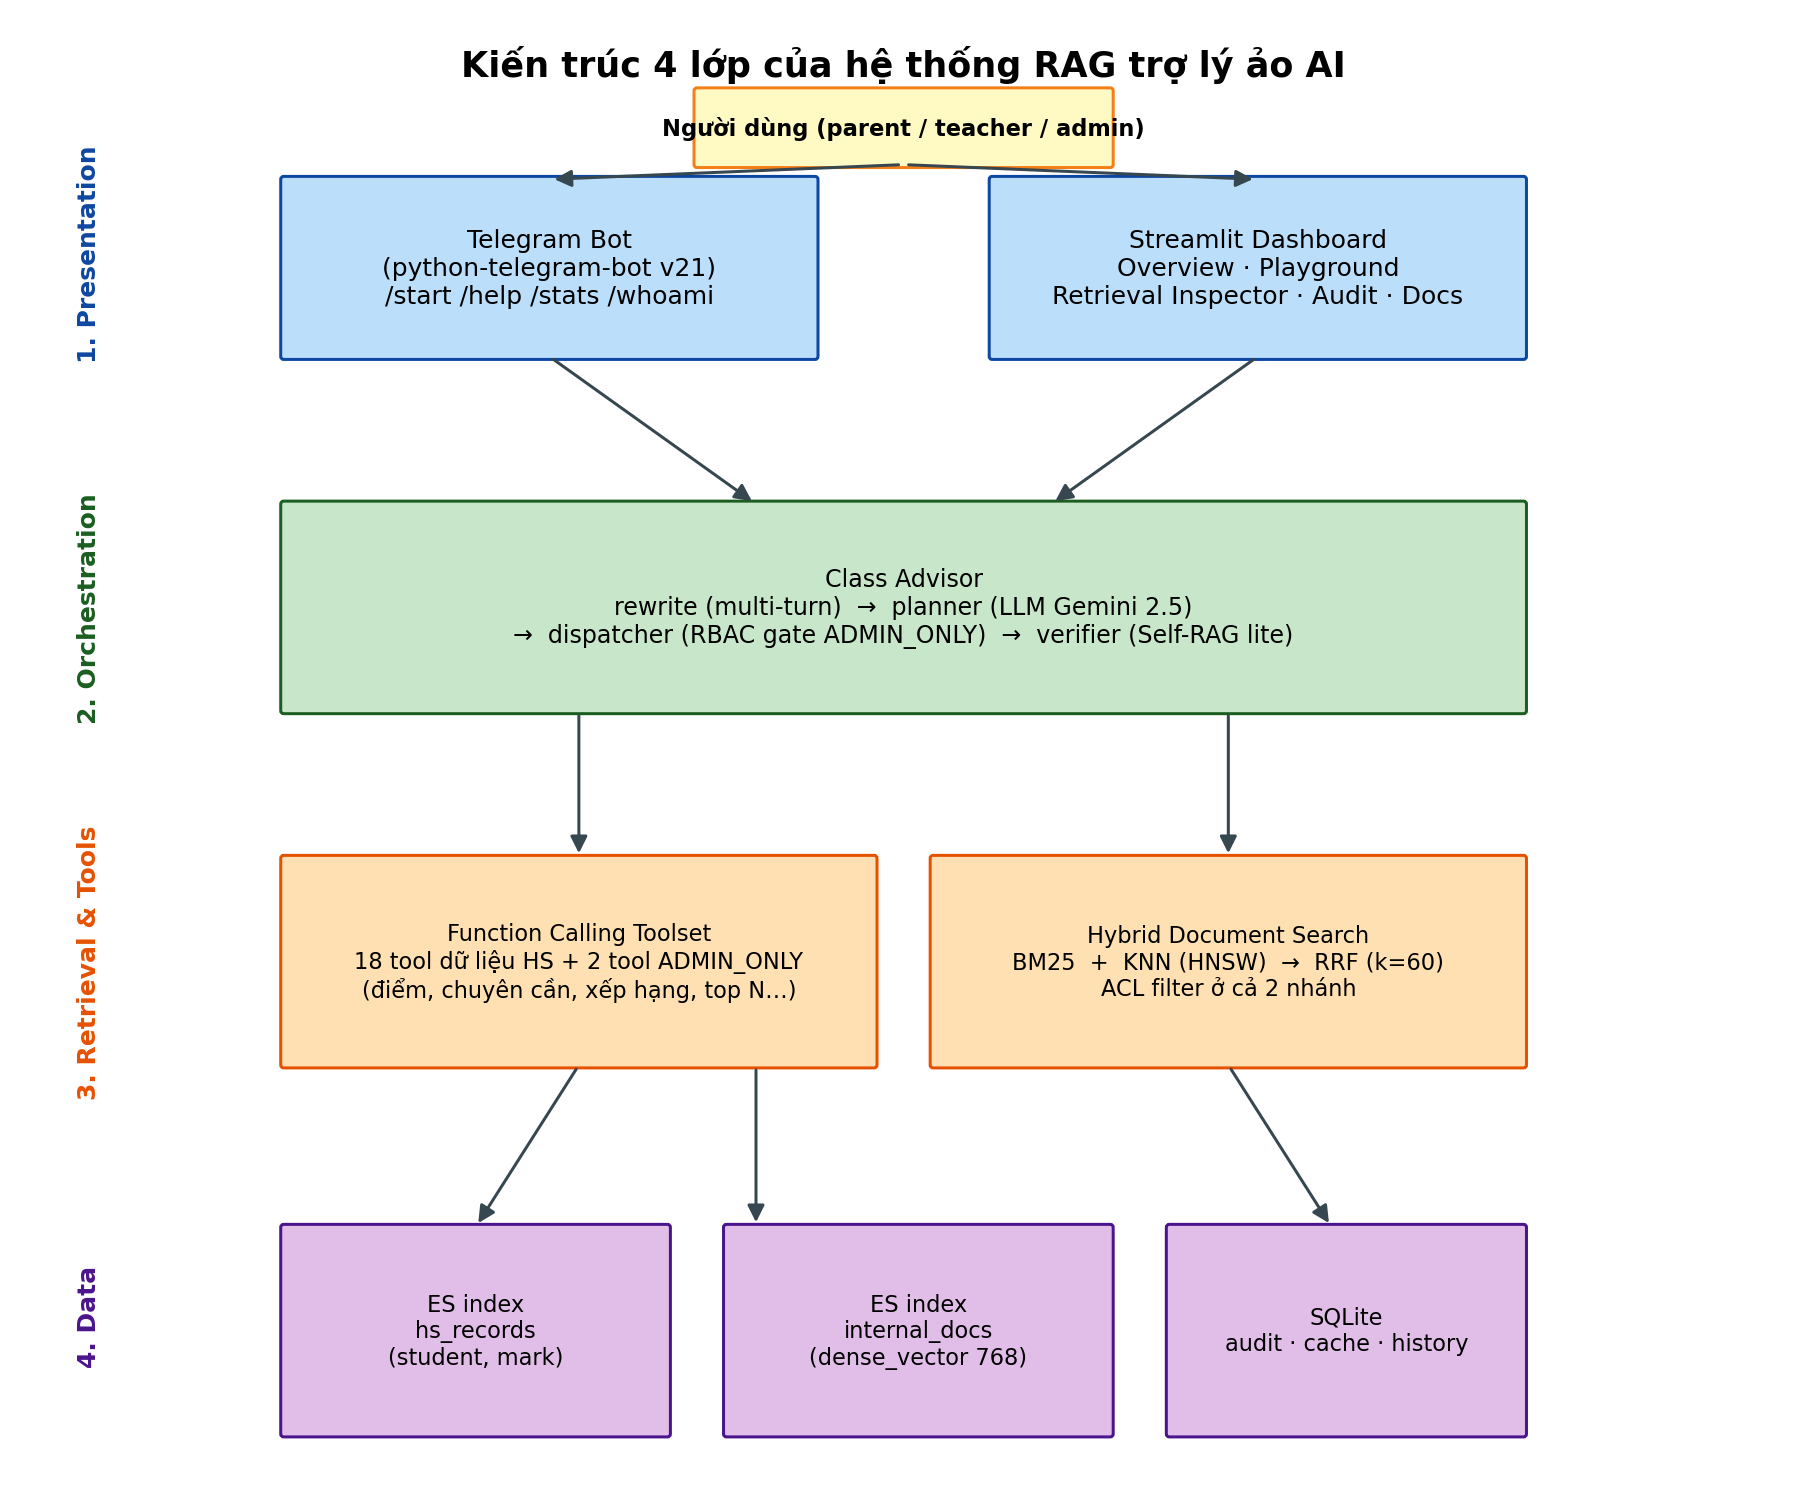 Kiến trúc 4 lớp của hệ thống RAG trợ lý ảo AI
Người dùng (parent / teacher / admin)
1. Presentation
Telegram Bot
(python-telegram-bot v21)
/start /help /stats /whoami
Streamlit Dashboard
Overview · Playground
Retrieval Inspector · Audit · Docs
2. Orchestration
Class Advisor
rewrite (multi-turn) → planner (LLM Gemini 2.5)
→ dispatcher (RBAC gate ADMIN_ONLY) → verifier (Self-RAG lite)
3. Retrieval & Tools
Function Calling Toolset
18 tool dữ liệu HS + 2 tool ADMIN_ONLY
(điểm, chuyên cần, xếp hạng, top N...)
Hybrid Document Search
BM25 + KNN (HNSW) → RRF (k=60)
ACL filter ở cả 2 nhánh
4. Data
ES index
hs_records
(student, mark)
ES index
internal_docs
(dense_vector 768)
SQLite
audit · cache · history